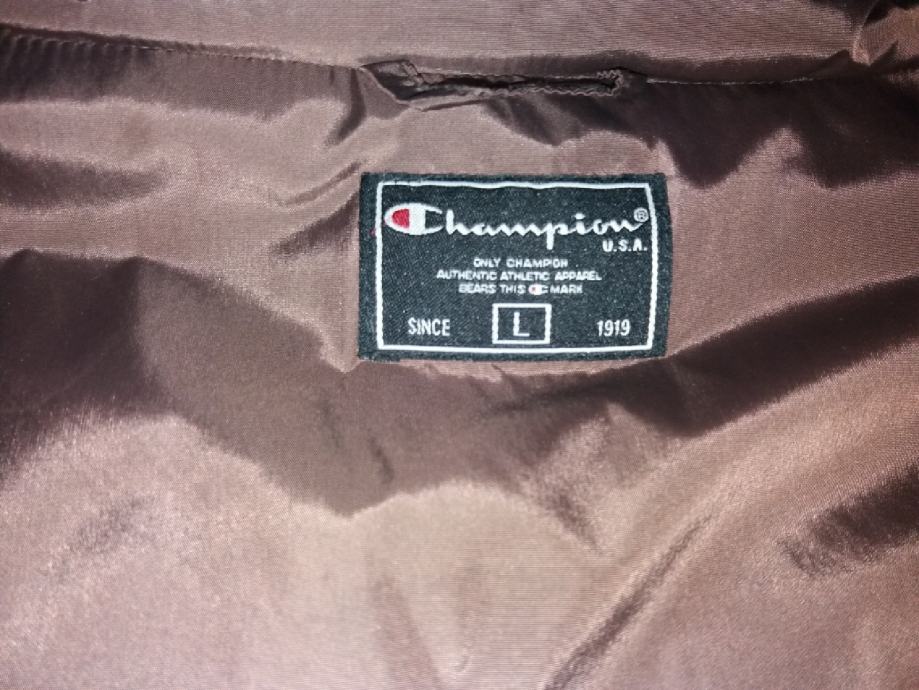 Champion®
U.S.A.
ONLY CHAMPION
AUTHENTIC ATHLETIC APPAREL
BEARS THIS C MARK
SINCE L 1919